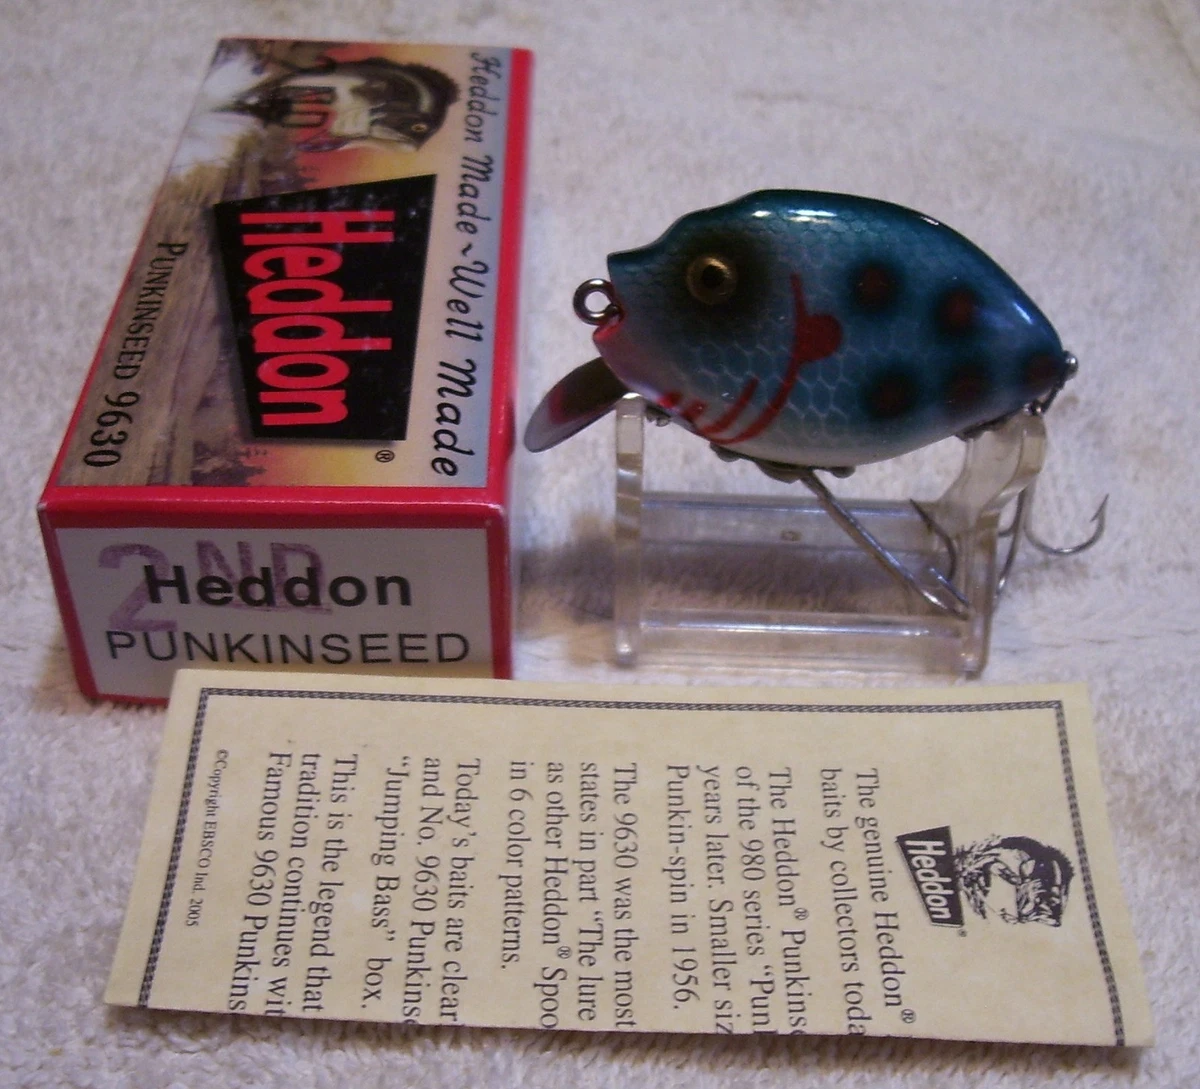 Heddon Made ~ Well Made
Heddon®
PUNKINSEED 9630
2ND
Heddon
PUNKINSEED
Heddon®
The genuine Heddon®
baits by collectors toda
The Heddon® Punkins
of the 980 series "Pun
years later. Smaller siz
Punkin-spin in 1956.
The 9630 was the most
states in part "The lure
as other Heddon® Spoo
in 6 color patterns.
Today's baits are clear
and No. 9630 Punkins
"Jumping Bass" box.
This is the legend that
tradition continues wit
Famous 9630 Punkins
©Copyright EBSCO Ind. 2005